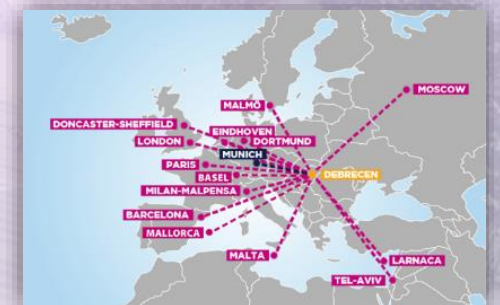 MOSCOW
MALMÖ
DONCASTER-SHEFFIELD
EINDHOVEN
LONDON
DORTMUND
MUNICH
PARIS
BASEL
DEBRECEN
MILAN-MALPENSA
BARCELONA
MALLORCA
MALTA
LARNACA
TEL-AVIV